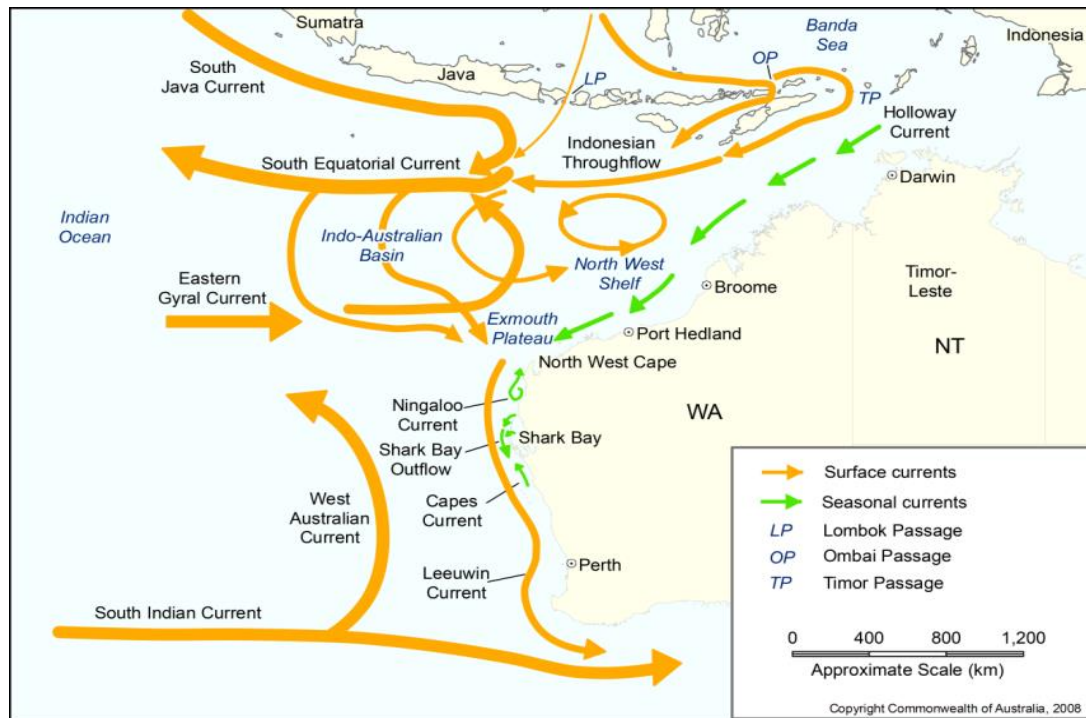 Sumatra
Banda
Sea
Indonesia
South
Java Current
Java
LP
OP
TP
Holloway
Current
South Equatorial Current
Indonesian
Throughflow
Darwin
Indian
Ocean
Indo-Australian
Basin
North West
Shelf
Timor-
Leste
Eastern
Gyral Current
Broome
Exmouth
Plateau
Port Hedland
NT
North West Cape
Ningaloo
Current
WA
Shark Bay
Shark Bay
Outflow
Capes
Current
West
Australian
Current
Perth
Leeuwin
Current
South Indian Current
Surface currents
Seasonal currents
LP Lombok Passage
OP Ombai Passage
TP Timor Passage
0 400 800 1,200
Approximate Scale (km)
Copyright Commonwealth of Australia, 2008